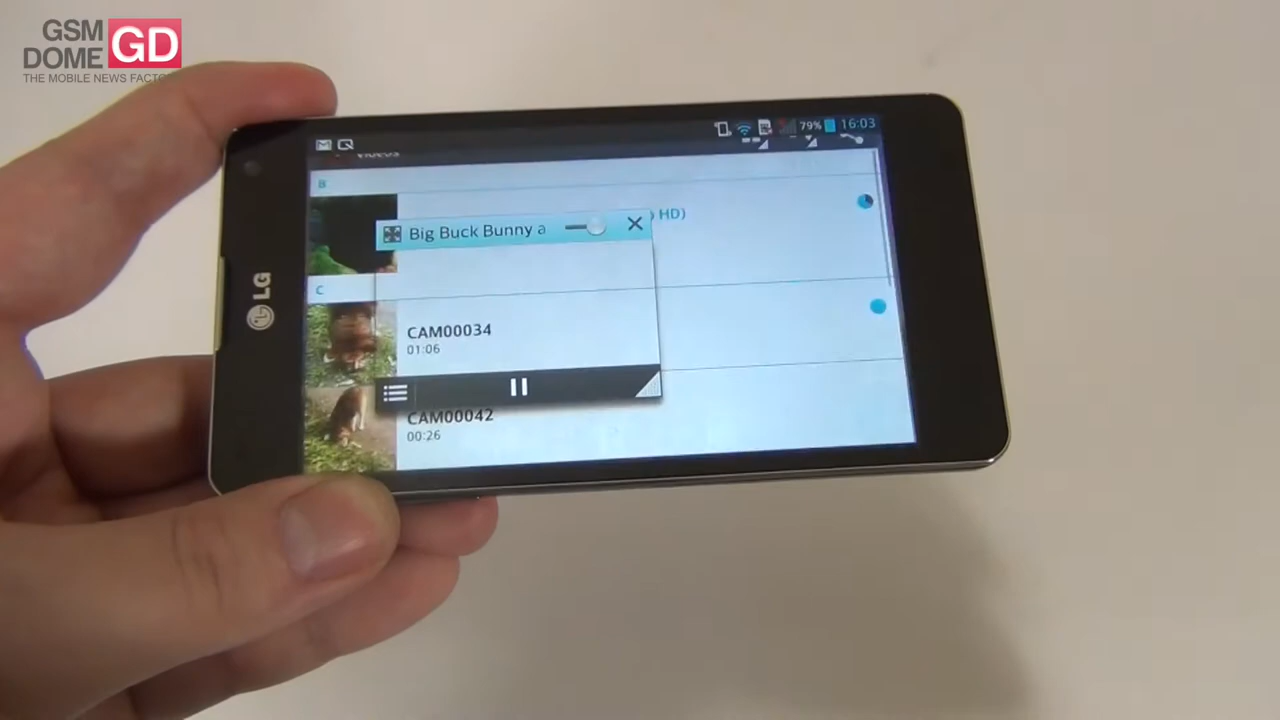 GSM
DOME GD
THE MOBILE NEWS FACTO
79% 16:03
Videos
B
HD)
Big Buck Bunny a
C
CAM00034
01:06
CAM00042
00:26
LG